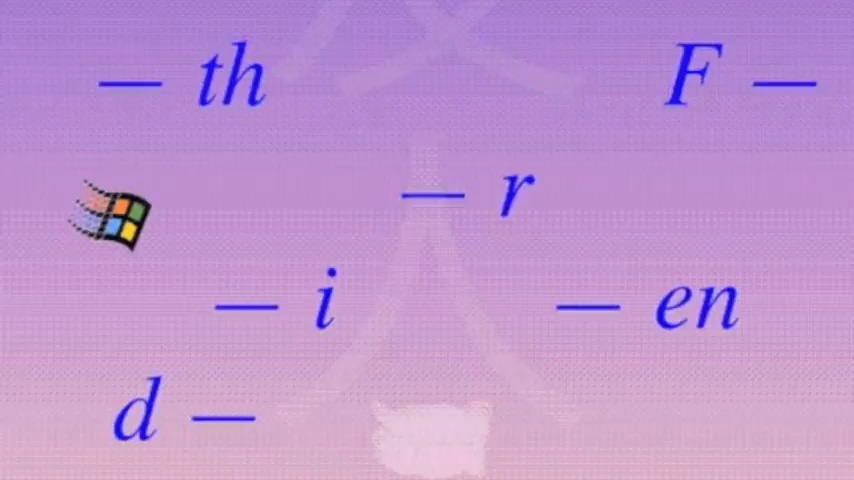 — th F —
— r
— i — en
d —